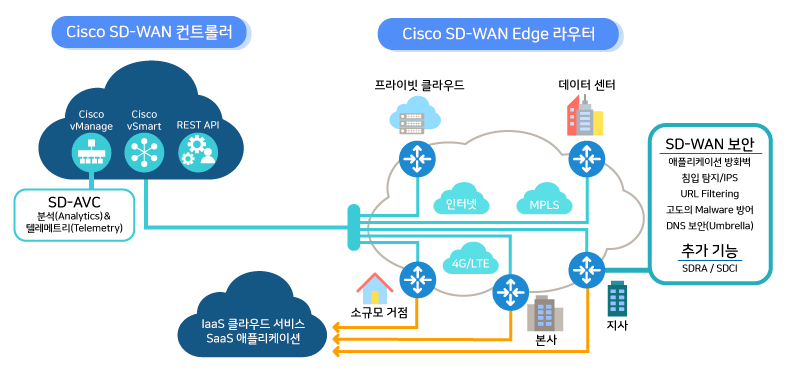 Cisco SD-WAN 컨트롤러
Cisco SD-WAN Edge 라우터
Cisco
vManage
Cisco
vSmart
REST API
SD-AVC
분석(Analytics)&
텔레메트리(Telemetry)
프라이빗 클라우드
데이터 센터
인터넷
MPLS
4G/LTE
소규모 거점
본사
지사
IaaS 클라우드 서비스
SaaS 애플리케이션
SD-WAN 보안
애플리케이션 방화벽
침입 탐지/IPS
URL Filtering
고도의 Malware 방어
DNS 보안(Umbrella)
추가 기능
SDRA / SDCI